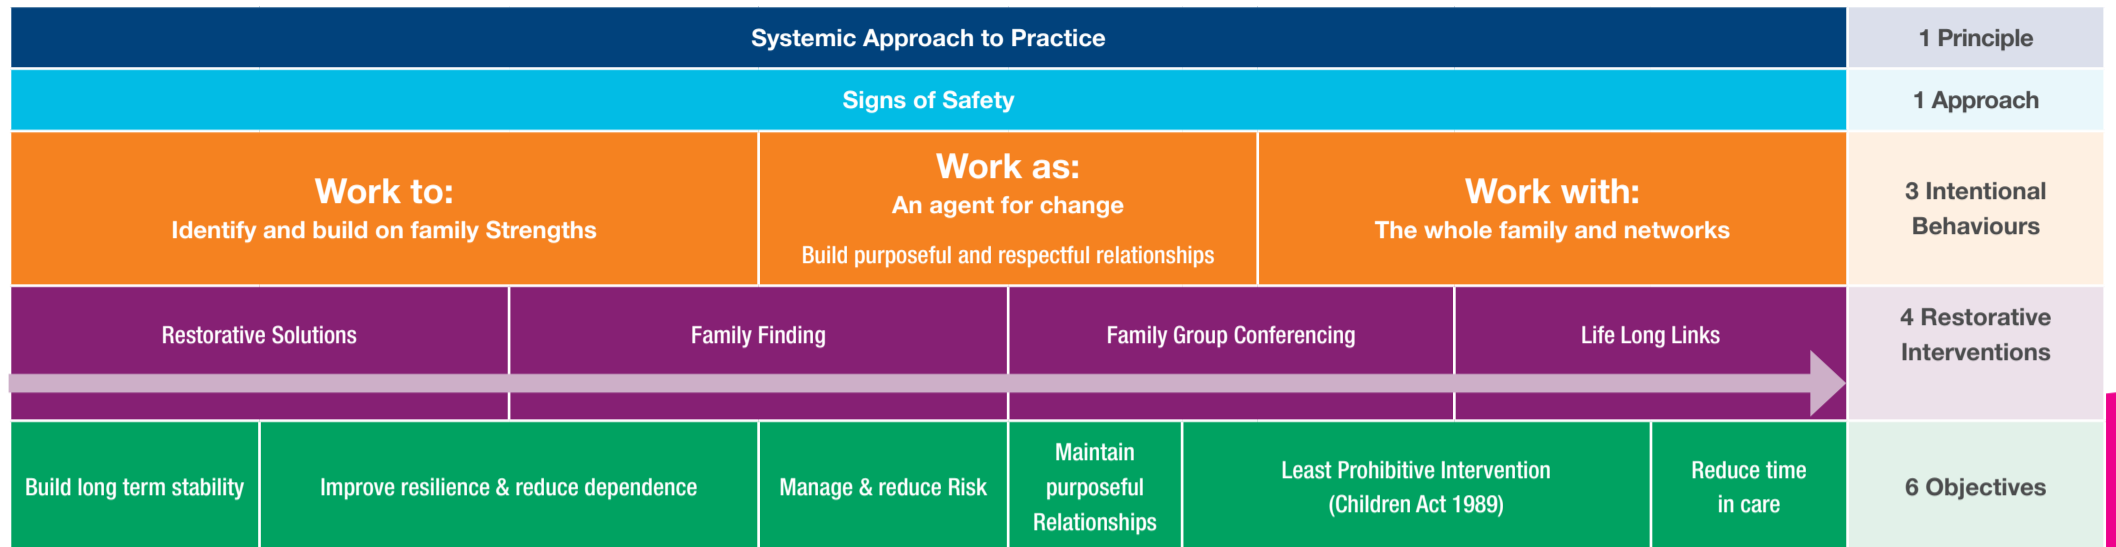 Systemic Approach to Practice
1 Principle
Signs of Safety
1 Approach
Work to:
Identify and build on family Strengths
Work as:
An agent for change
Build purposeful and respectful relationships
Work with:
The whole family and networks
3 Intentional
Behaviours
Restorative Solutions
Family Finding
Family Group Conferencing
Life Long Links
4 Restorative
Interventions
Build long term stability
Improve resilience & reduce dependence
Manage & reduce Risk
Maintain
purposeful
Relationships
Least Prohibitive Intervention
(Children Act 1989)
Reduce time
in care
6 Objectives